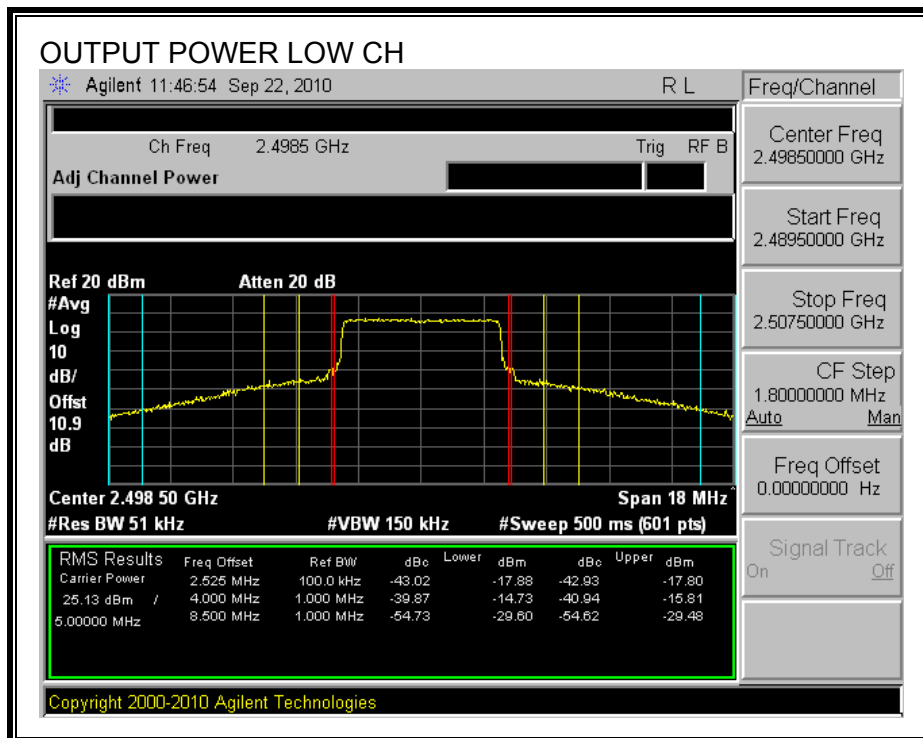 OUTPUT POWER LOW CH
Agilent 11:46:54 Sep 22, 2010 R L
Freq/Channel
Ch Freq 2.4985 GHz Trig RF B
Adj Channel Power
Center Freq
2.49850000 GHz
Start Freq
2.48950000 GHz
Stop Freq
2.50750000 GHz
CF Step
1.80000000 MHz
Auto Man
Freq Offset
0.00000000 Hz
Signal Track
On Off
Ref 20 dBm Atten 20 dB
#Avg
Log
10
dB/
Offst
10.9
dB
Center 2.498 50 GHz Span 18 MHz^
#Res BW 51 kHz #VBW 150 kHz #Sweep 500 ms (601 pts)
RMS Results Freq Offset Ref BW dBc Lower dBm dBc Upper dBm
Carrier Power 2.525 MHz 100.0 kHz -43.02 -17.88 -42.93 -17.80
25.13 dBm / 4.000 MHz 1.000 MHz -39.87 -14.73 -40.94 -15.81
5.00000 MHz 8.500 MHz 1.000 MHz -54.73 -29.60 -54.62 -29.48
Copyright 2000-2010 Agilent Technologies